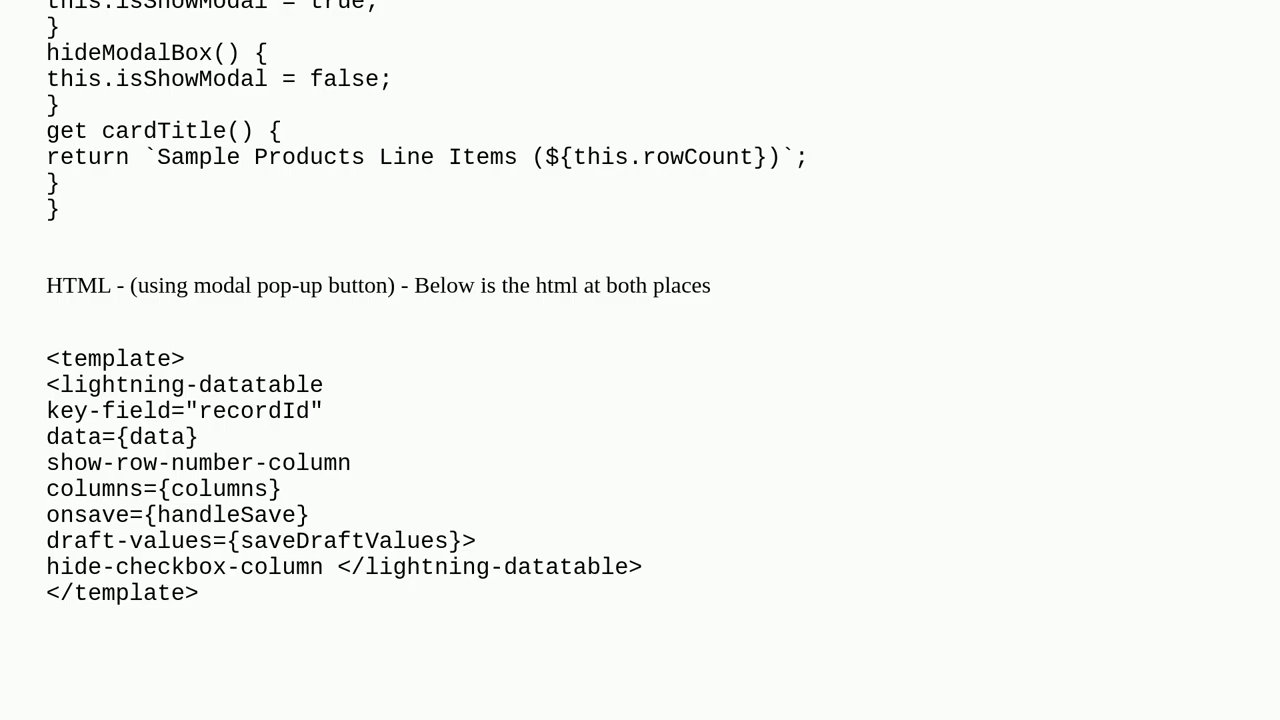 this.isShowModal = true;
}
hideModalBox() {
this.isShowModal = false;
}
get cardTitle() {
return `Sample Products Line Items (${this.rowCount})`;
}
}
HTML - (using modal pop-up button) - Below is the html at both places
<template>
<lightning-datatable
key-field="recordId"
data={data}
show-row-number-column
columns={columns}
onsave={handleSave}
draft-values={saveDraftValues}>
hide-checkbox-column </lightning-datatable>
</template>